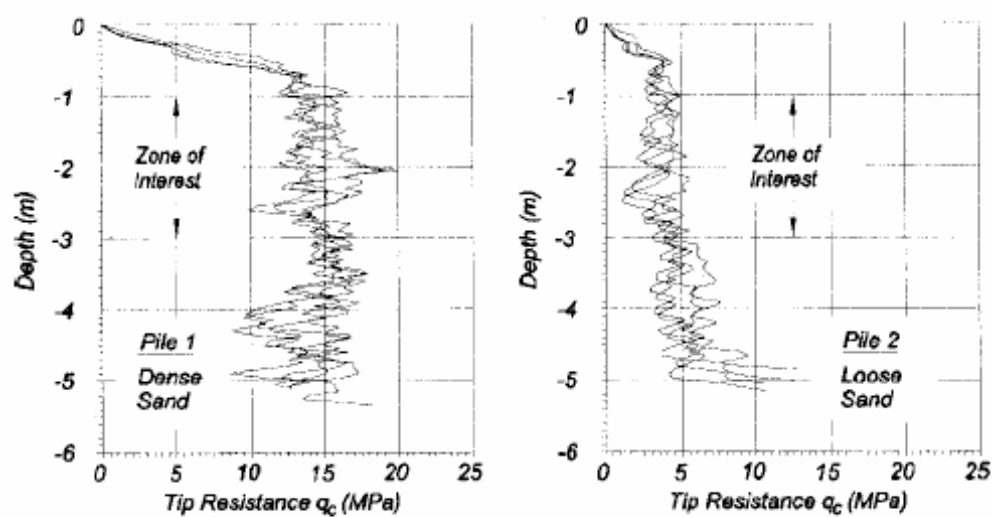 0
-1
-2
-3
-4
-5
-6
Depth (m)
Zone of
Interest
Pile 1
Dense
Sand
0 5 10 15 20 25
Tip Resistance qc (MPa)
0
-1
-2
-3
-4
-5
-6
Depth (m)
Zone of
Interest
Pile 2
Loose
Sand
0 5 10 15 20 25
Tip Resistance qc (MPa)